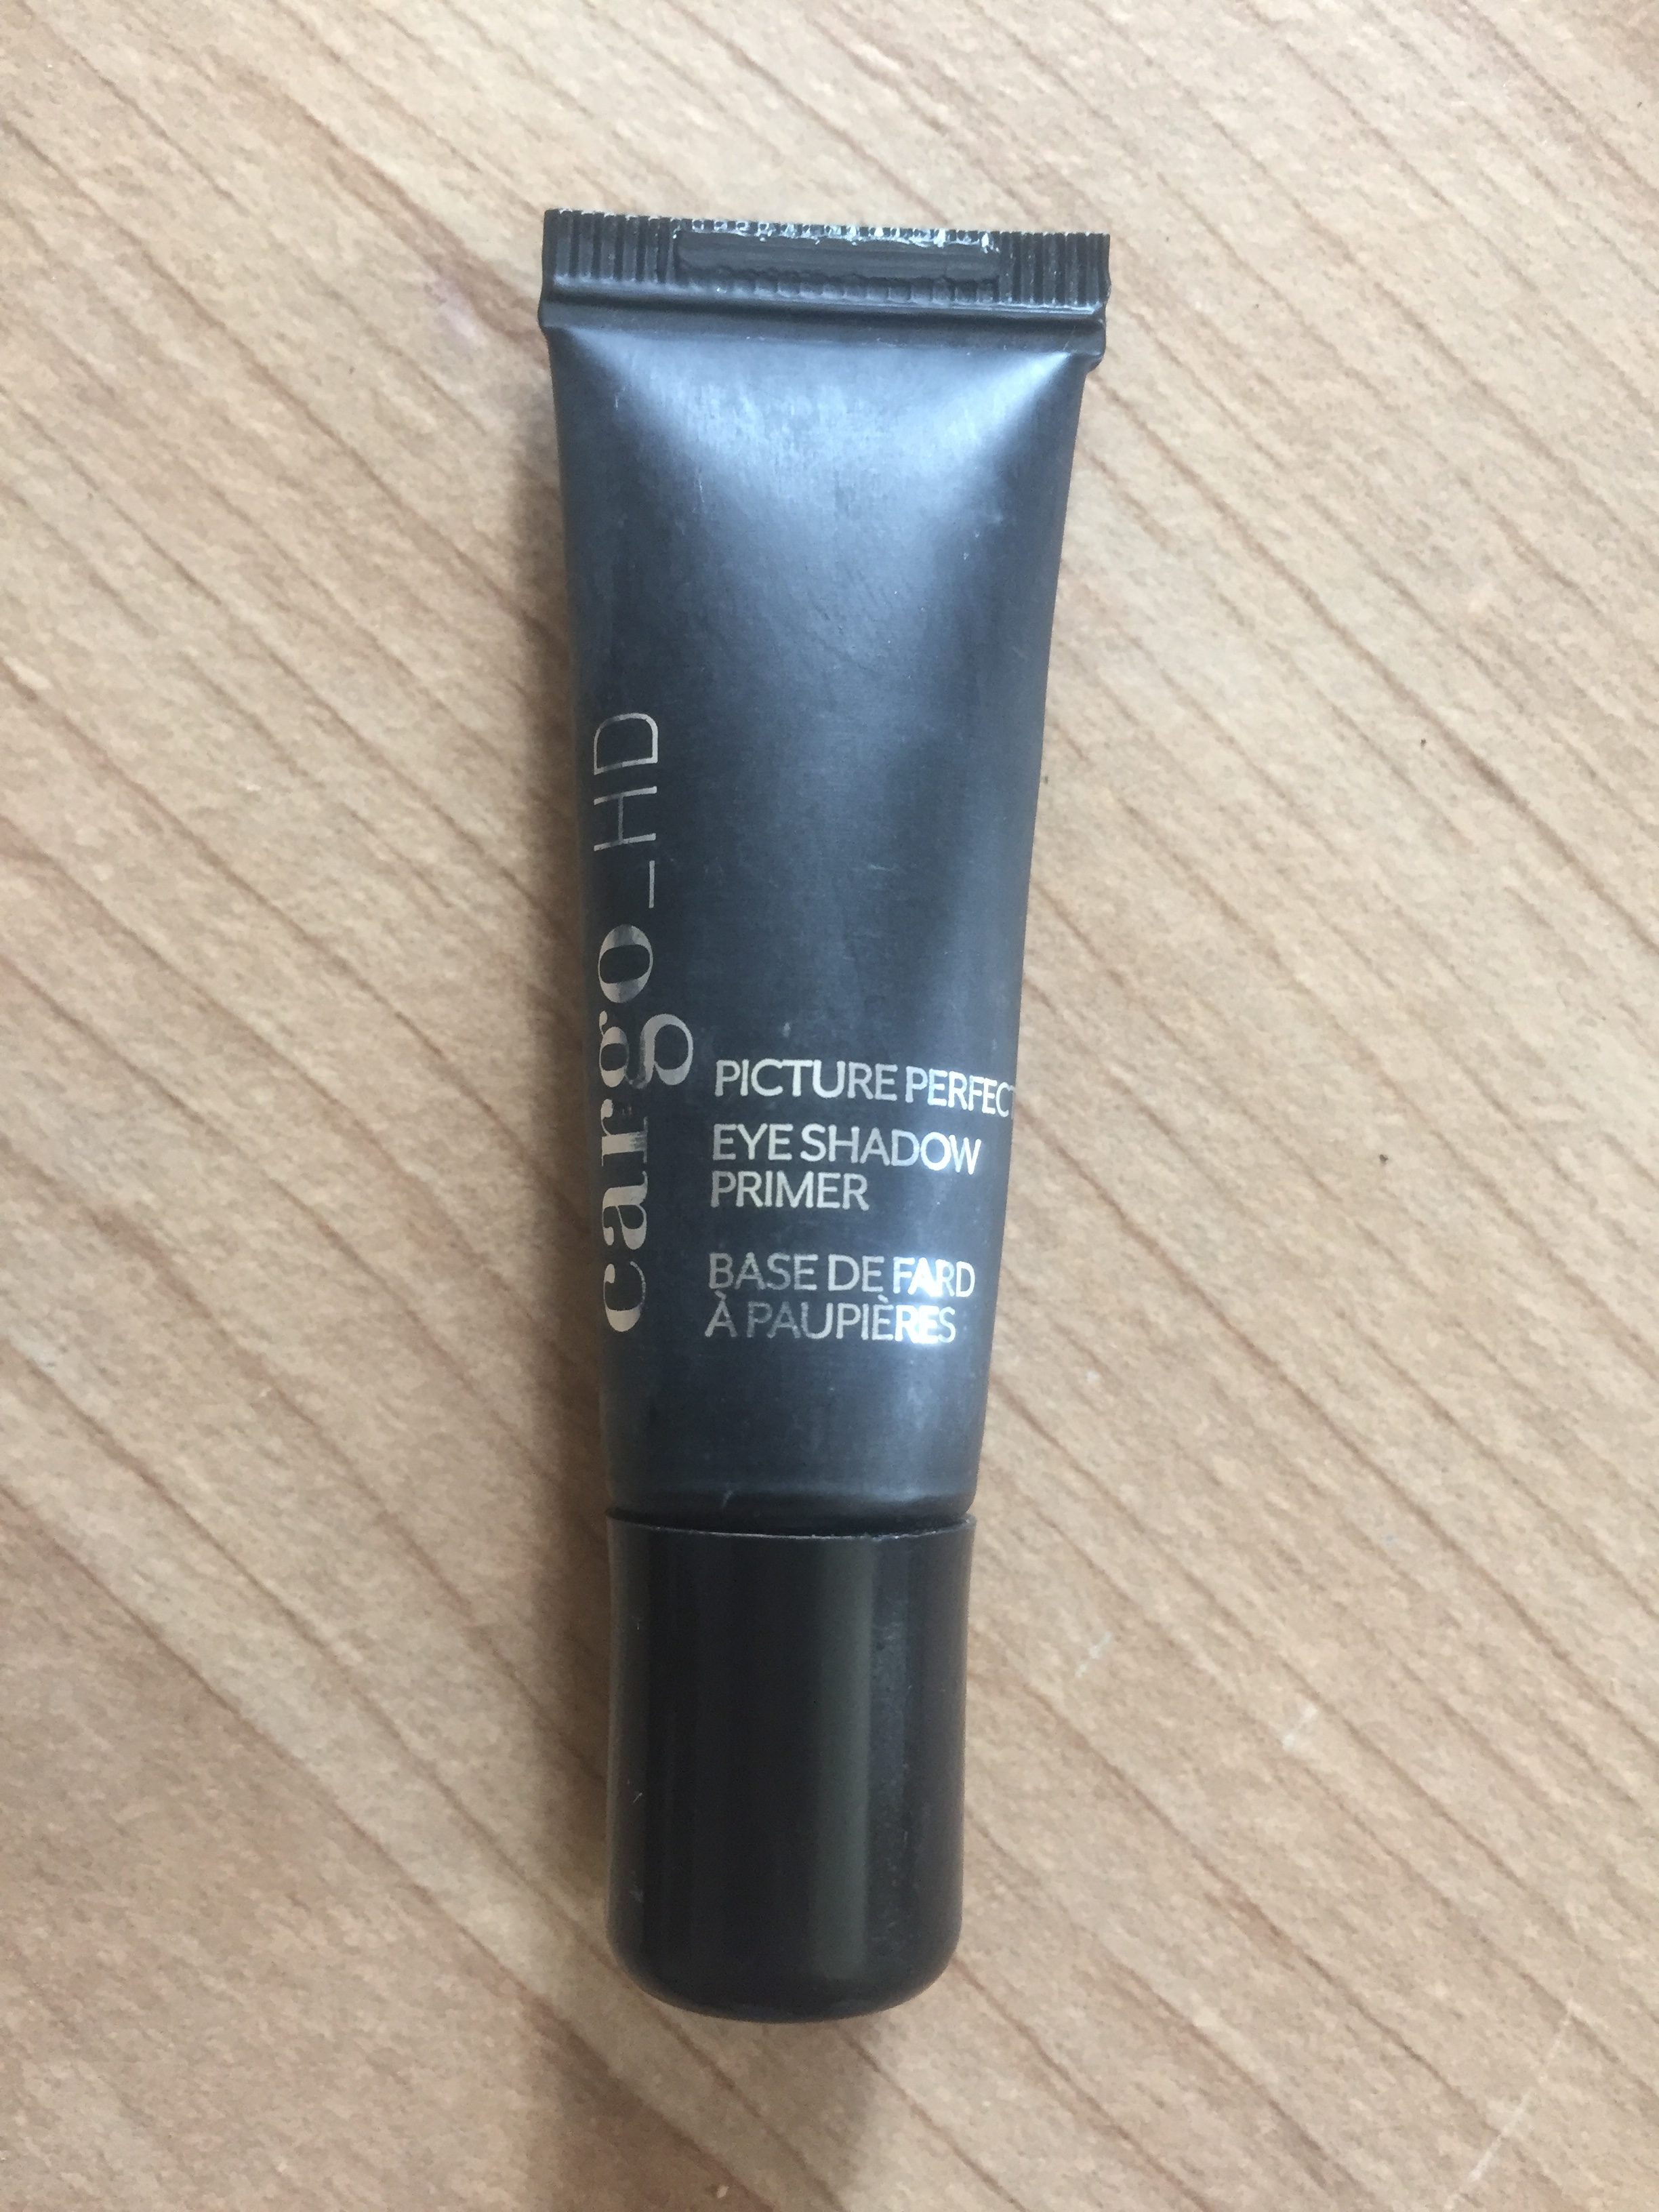 cargo_HD
PICTURE PERFECT
EYE SHADOW
PRIMER
BASE DE FARD
À PAUPIÈRES